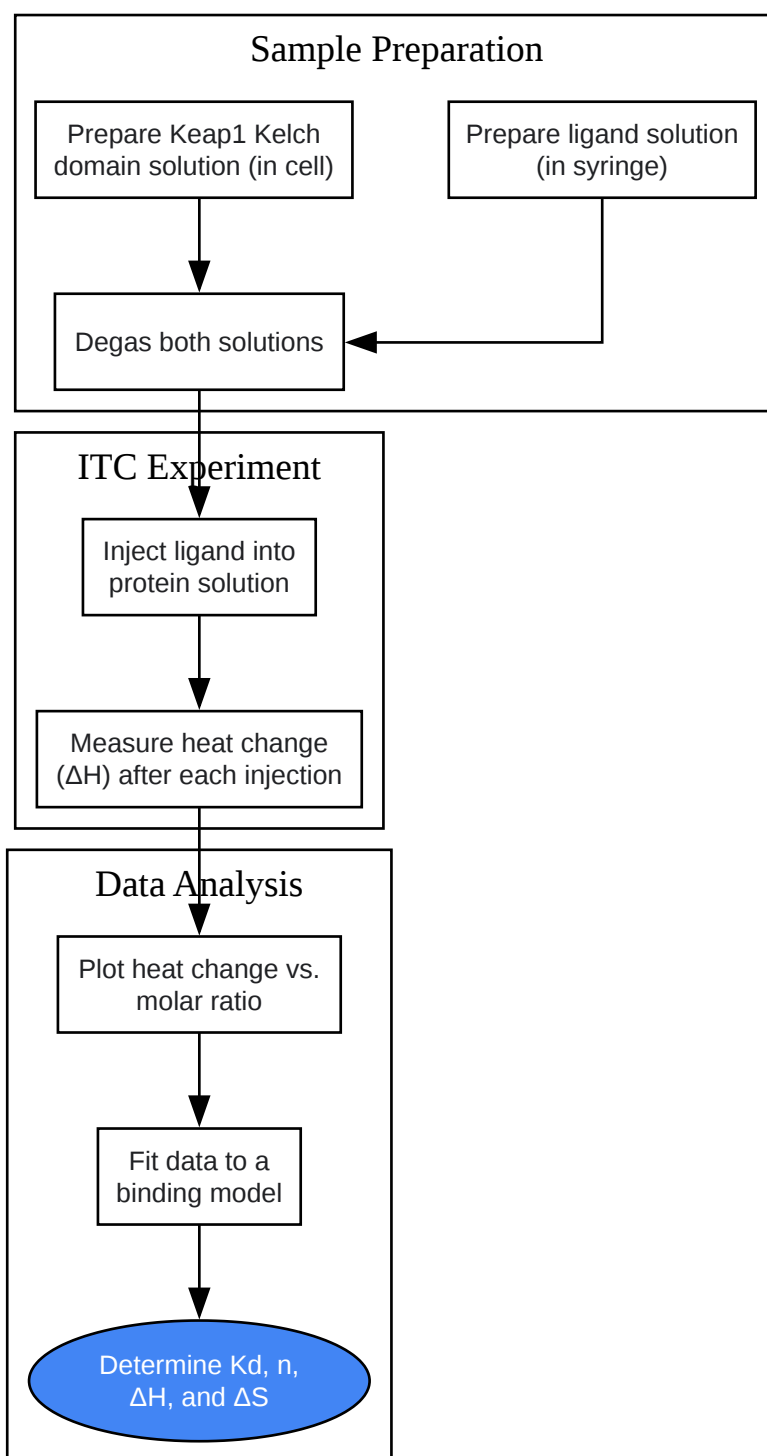 Sample Preparation
Prepare Keap1 Kelch
domain solution (in cell)
Prepare ligand solution
(in syringe)
Degas both solutions
ITC Experiment
Inject ligand into
protein solution
Measure heat change
(ΔH) after each injection
Data Analysis
Plot heat change vs.
molar ratio
Fit data to a
binding model
Determine Kd, n,
ΔH, and ΔS